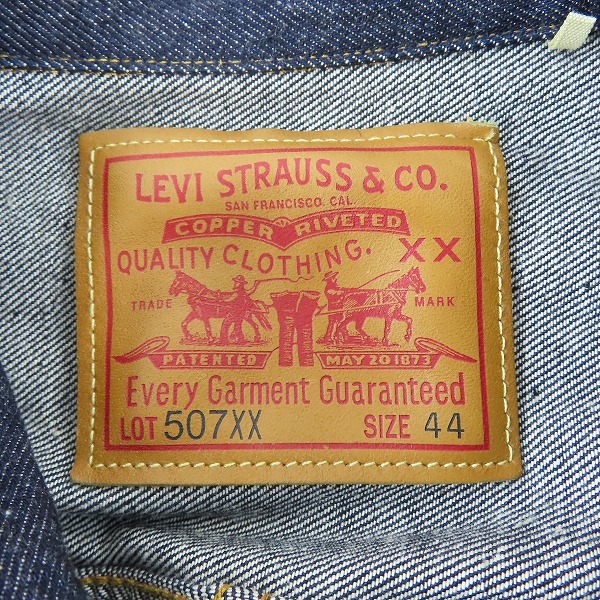 LEVI STRAUSS & CO.
SAN FRANCISCO CAL.
COPPER RIVETED
QUALITY CLOTHING. XX
TRADE MARK
PATENTED MAY 20 1873
Every Garment Guaranteed
LOT 507XX SIZE 44